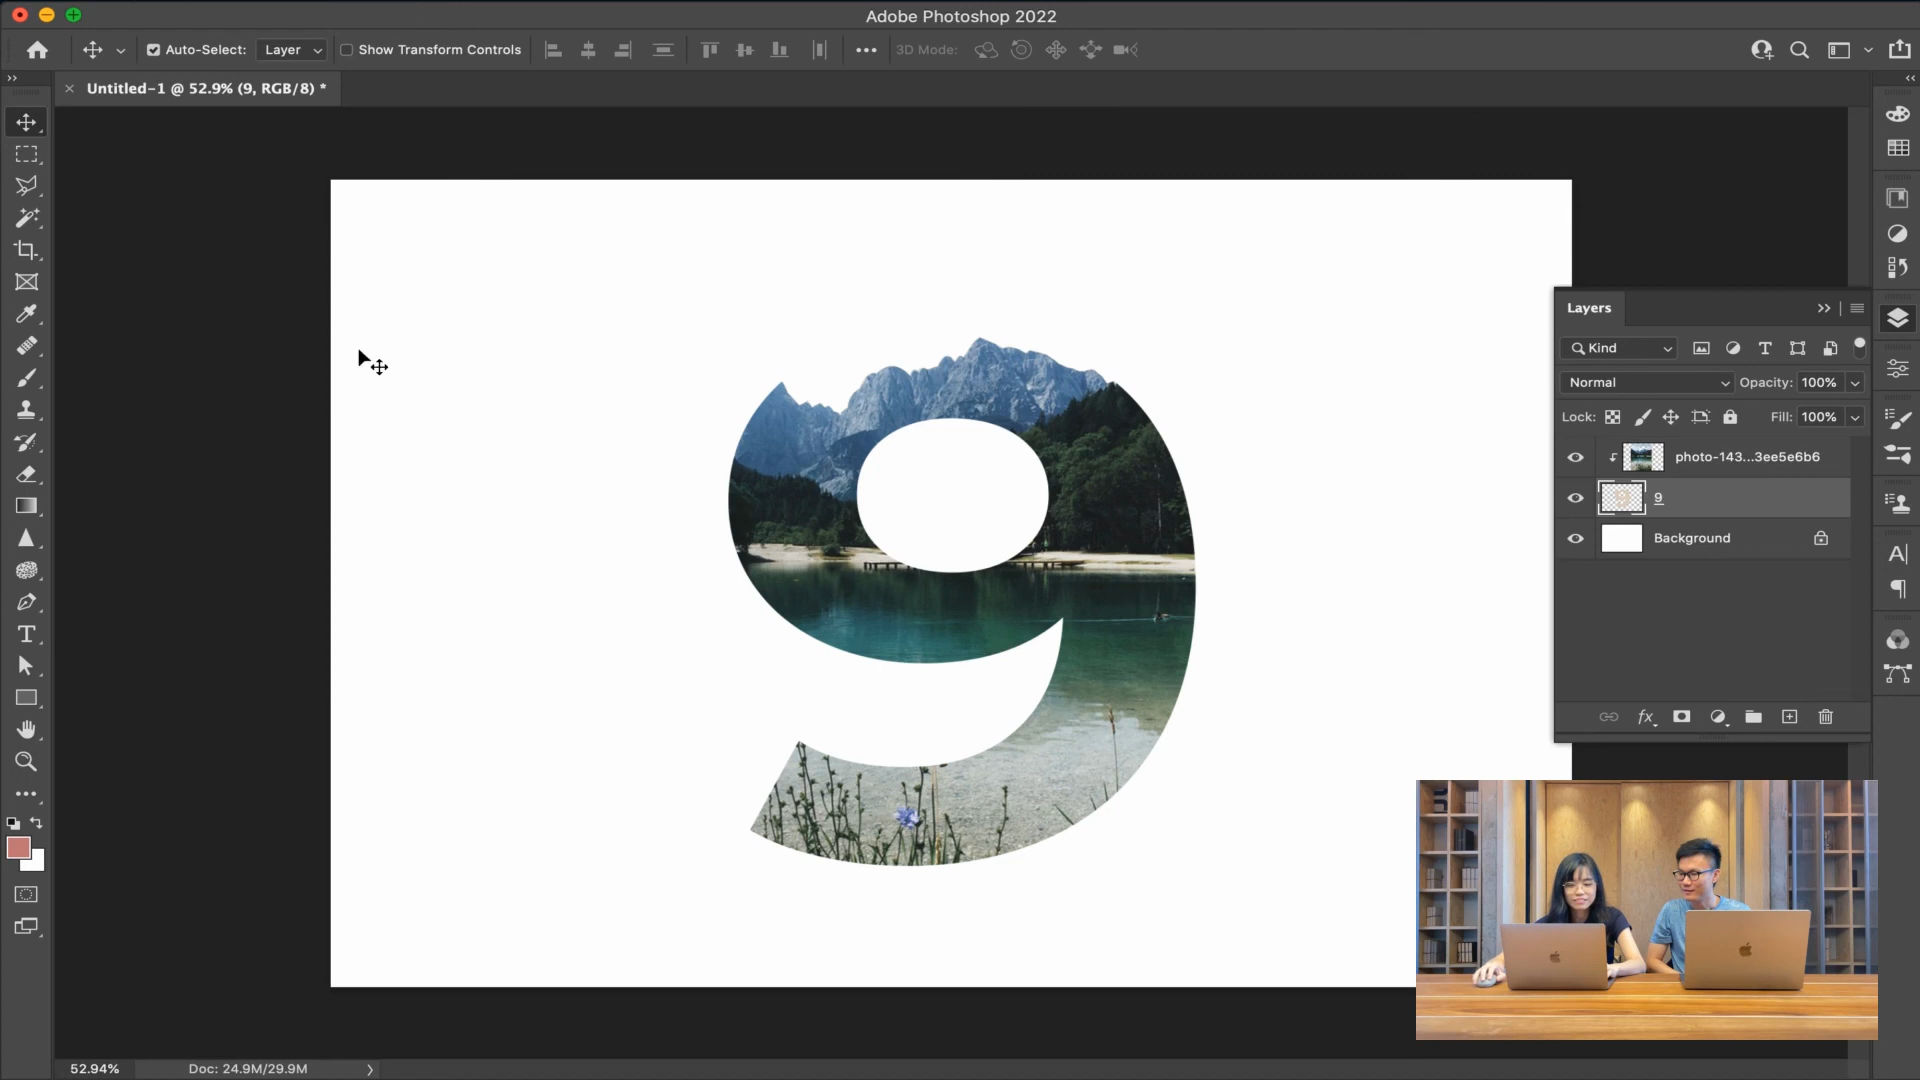 Adobe Photoshop 2022
Auto-Select: Layer Show Transform Controls 3D Mode:
Untitled-1 @ 52.9% (9, RGB/8) *
Layers
Kind
Normal Opacity: 100%
Lock: Fill: 100%
photo-143...3ee5e6b6
9
Background
fx
9
52.94% Doc: 24.9M/29.9M